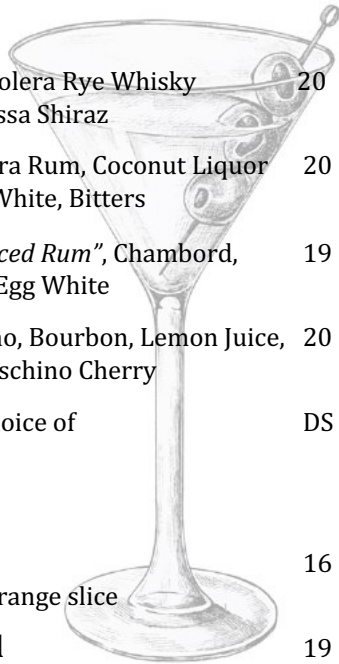 olera Rye Whisky 20
ssa Shiraz
ra Rum, Coconut Liquor 20
White, Bitters
ced Rum”, Chambord, 19
Egg White
no, Bourbon, Lemon Juice, 20
schino Cherry
oice of DS
16
range slice
19